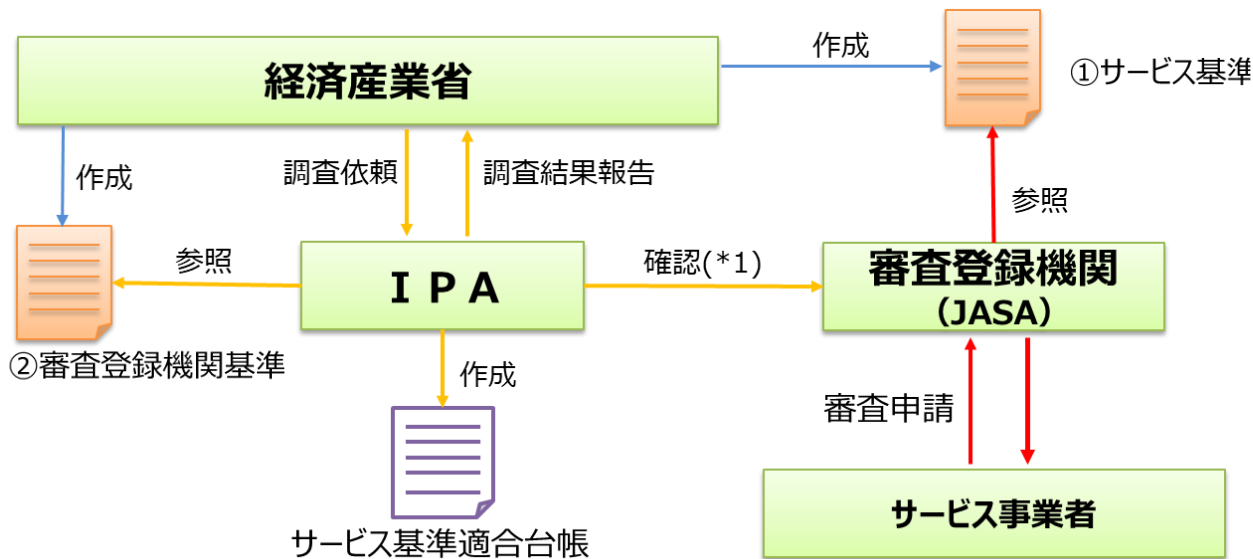 作成
経済産業省
①サービス基準
作成
調査依頼
調査結果報告
参照
参照
確認(*1)
ＩＰＡ
審査登録機関
（JASA）
②審査登録機関基準
作成
審査申請
サービス事業者
サービス基準適合台帳